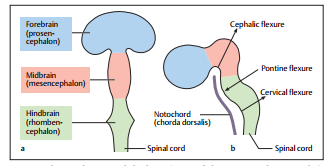 Forebrain
(prosen-
cephalon)
Midbrain
(mesencephalon)
Hindbrain
(rhomben-
cephalon)
a
Spinal cord
Cephalic flexure
Pontine flexure
Cervical flexure
Notochord
(chorda dorsalis)
b
Spinal cord